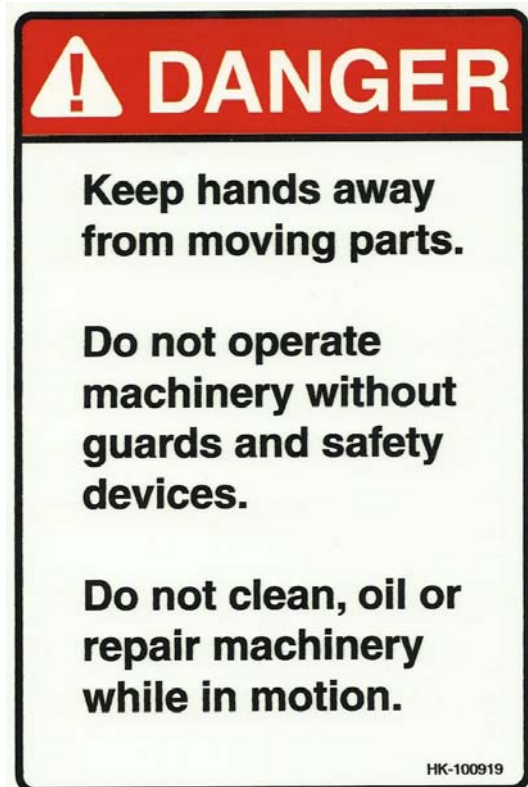 DANGER
Keep hands away
from moving parts.
Do not operate
machinery without
guards and safety
devices.
Do not clean, oil or
repair machinery
while in motion.
HK-100919